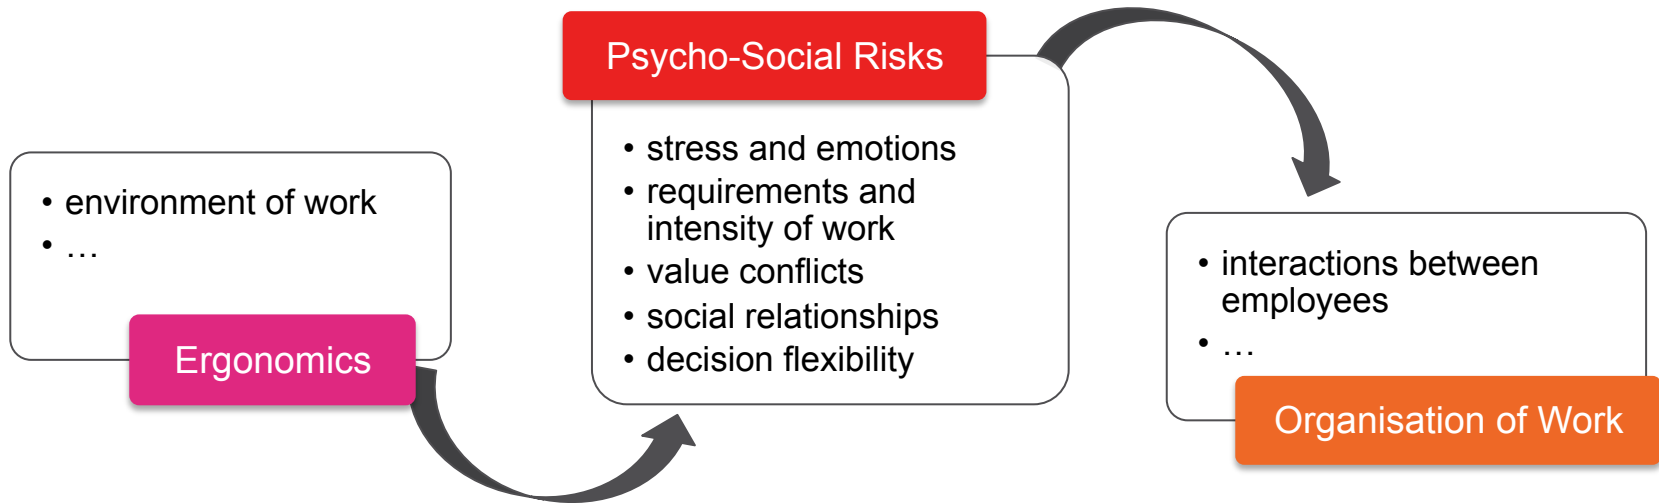 • environment of work
• …
Ergonomics
Psycho-Social Risks
• stress and emotions
• requirements and
intensity of work
• value conflicts
• social relationships
• decision flexibility
• interactions between
employees
• …
Organisation of Work